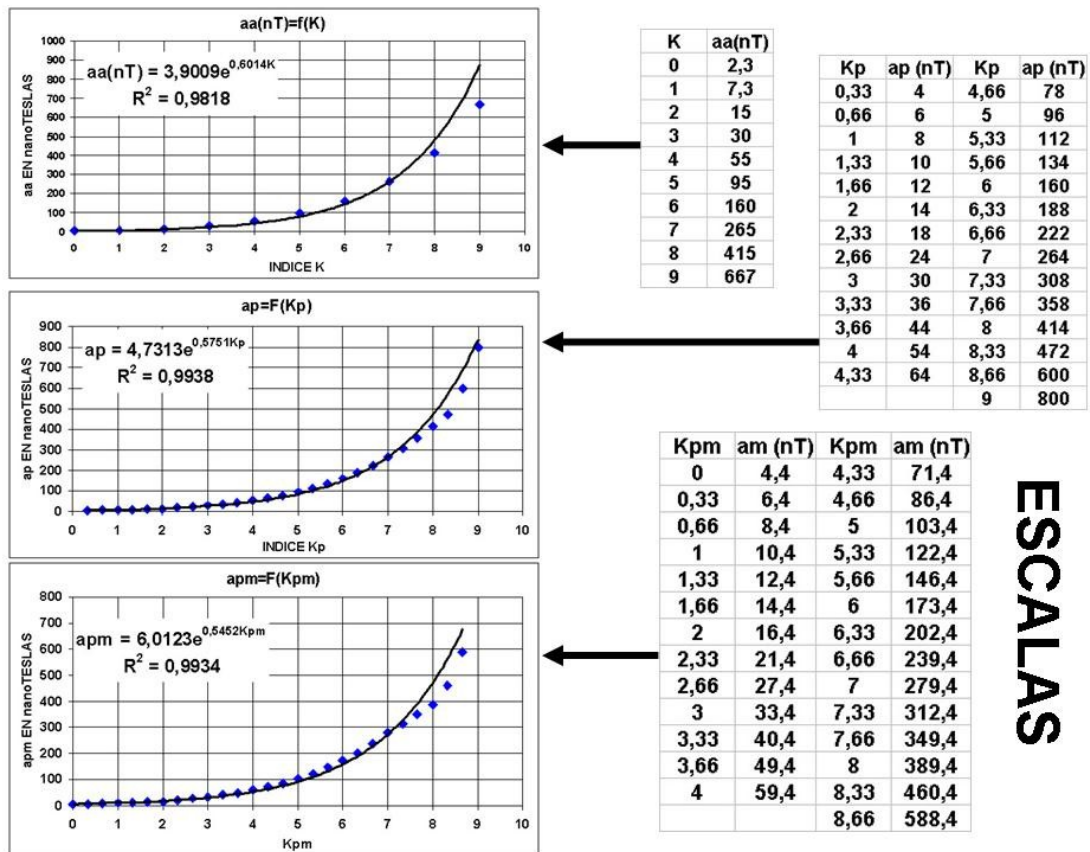 aa(nT)=f(K)
aa(nT) = 3,9009e^0,6014K
R² = 0,9818
aa EN nanoTESLAS
1000
900
800
700
600
500
400
300
200
100
0
0 1 2 3 4 5 6 7 8 9 10
INDICE K
K aa(nT)
0 2,3
1 7,3
2 15
3 30
4 55
5 95
6 160
7 265
8 415
9 667
Kp ap (nT) Kp ap (nT)
0,33 4 4,66 78
0,66 6 5 96
1 8 5,33 112
1,33 10 5,66 134
1,66 12 6 160
2 14 6,33 188
2,33 18 6,66 222
2,66 24 7 264
3 30 7,33 308
3,33 36 7,66 358
3,66 44 8 414
4 54 8,33 472
4,33 64 8,66 600
9 800
ap=F(Kp)
ap = 4,7313e^0,5751Kp
R² = 0,9938
ap EN nanoTESLAS
900
800
700
600
500
400
300
200
100
0
0 1 2 3 4 5 6 7 8 9 10
INDICE Kp
apm=F(Kpm)
apm = 6,0123e^0,5452Kpm
R² = 0,9934
apm EN nanoTESLAS
800
700
600
500
400
300
200
100
0
0 1 2 3 4 5 6 7 8 9 10
Kpm
Kpm am (nT) Kpm am (nT)
0 4,4 4,33 71,4
0,33 6,4 4,66 86,4
0,66 8,4 5 103,4
1 10,4 5,33 122,4
1,33 12,4 5,66 146,4
1,66 14,4 6 173,4
2 16,4 6,33 202,4
2,33 21,4 6,66 239,4
2,66 27,4 7 279,4
3 33,4 7,33 312,4
3,33 40,4 7,66 349,4
3,66 49,4 8 389,4
4 59,4 8,33 460,4
8,66 588,4
ESCALAS